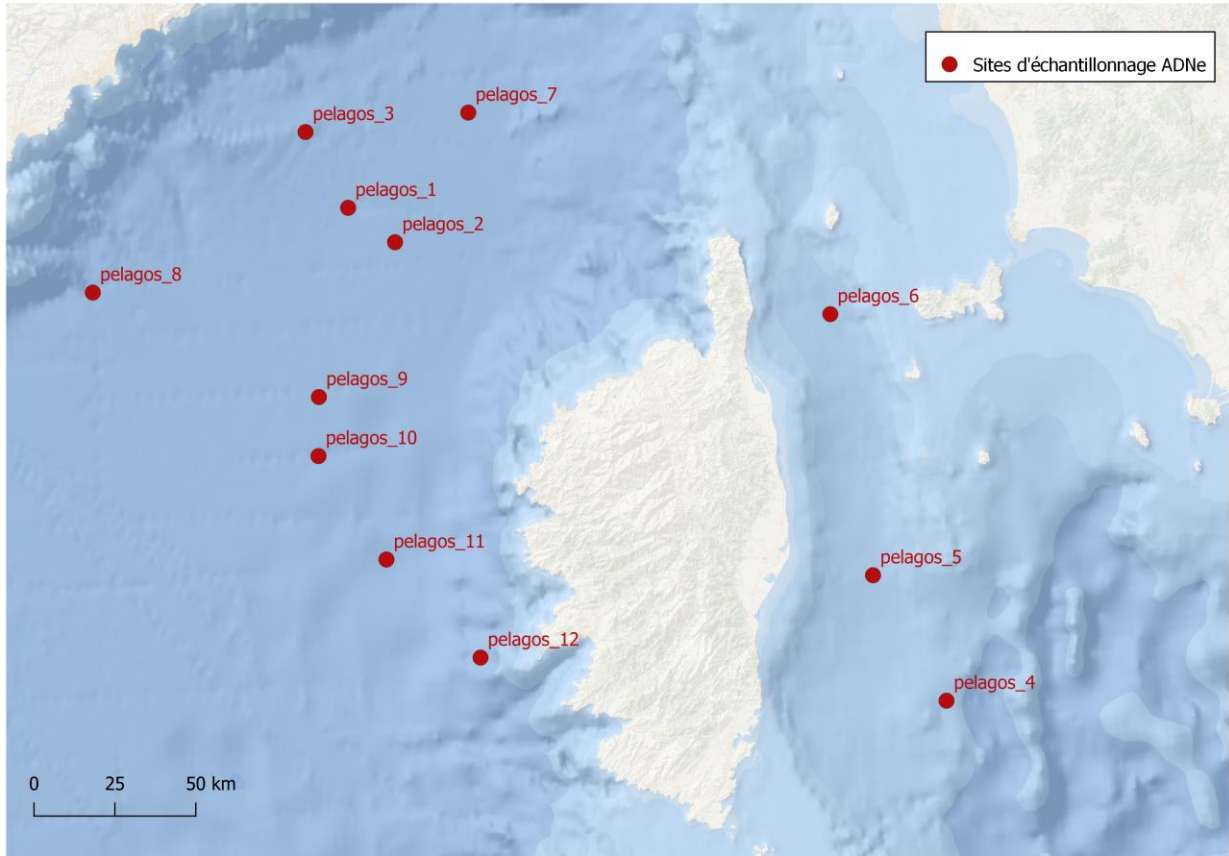 Sites d'échantillonnage ADNe
pelagos_7
pelagos_3
pelagos_1
pelagos_2
pelagos_8
pelagos_6
pelagos_9
pelagos_10
pelagos_11
pelagos_5
pelagos_12
pelagos_4
0 25 50 km